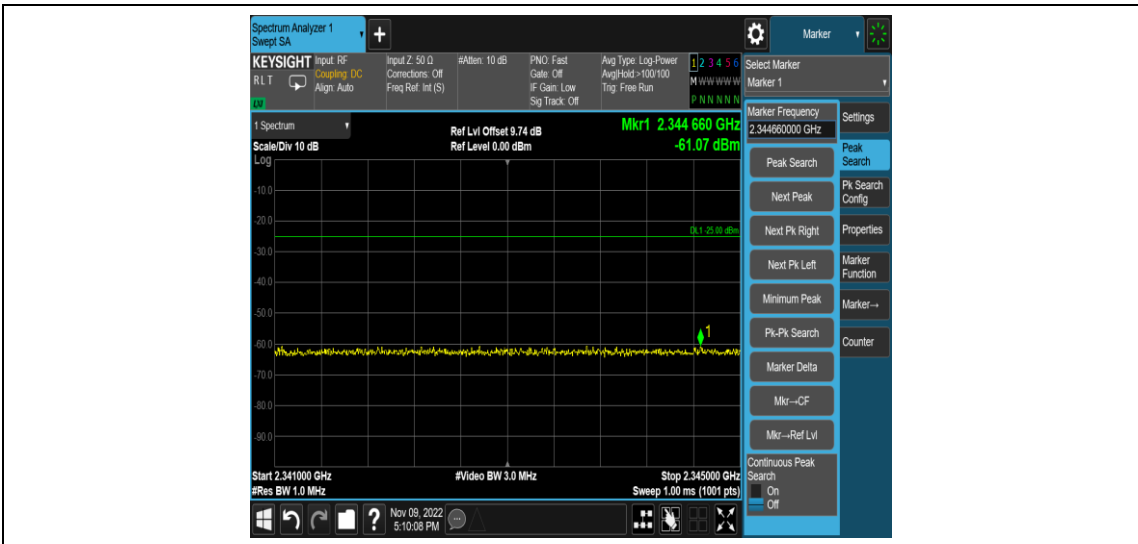 Spectrum Analyzer 1
Swept SA
+
Marker
KEYSIGHT
RLT
Input: RF
Coupling: DC
Align: Auto
Input Z: 50 Ω
Corrections: Off
Freq Ref: Int (S)
#Atten: 10 dB
PNO: Fast
Gate: Off
IF Gain: Low
Sig Track: Off
Avg Type: Log-Power
Avg|Hold:>100/100
Trig: Free Run
1 2 3 4 5 6
M W W W W W
P N N N N N
Select Marker
Marker 1
1 Spectrum
Scale/Div 10 dB
Log
Ref Lvl Offset 9.74 dB
Ref Level 0.00 dBm
Mkr1 2.344 660 GHz
-61.07 dBm
-10.0
-20.0
DL1 -25.00 dBm
-30.0
-40.0
-50.0
1
-60.0
-70.0
-80.0
-90.0
Start 2.341000 GHz
#Res BW 1.0 MHz
#Video BW 3.0 MHz
Stop 2.345000 GHz
Sweep 1.00 ms (1001 pts)
Marker Frequency
2.344660000 GHz
Peak Search
Next Peak
Next Pk Right
Next Pk Left
Minimum Peak
Pk-Pk Search
Marker Delta
Mkr→CF
Mkr→Ref Lvl
Continuous Peak
Search
On
Off
Settings
Peak
Search
Pk Search
Config
Properties
Marker
Function
Marker→
Counter
?
Nov 09, 2022
5:10:08 PM